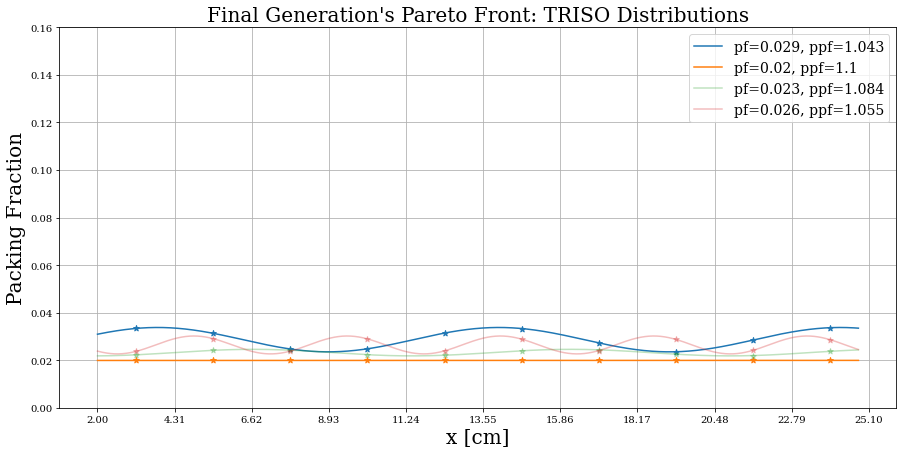 Final Generation's Pareto Front: TRISO Distributions
pf=0.029, ppf=1.043
pf=0.02, ppf=1.1
pf=0.023, ppf=1.084
pf=0.026, ppf=1.055
Packing Fraction
0.16
0.14
0.12
0.10
0.08
0.06
0.04
0.02
0.00
2.00 4.31 6.62 8.93 11.24 13.55 15.86 18.17 20.48 22.79 25.10
x [cm]